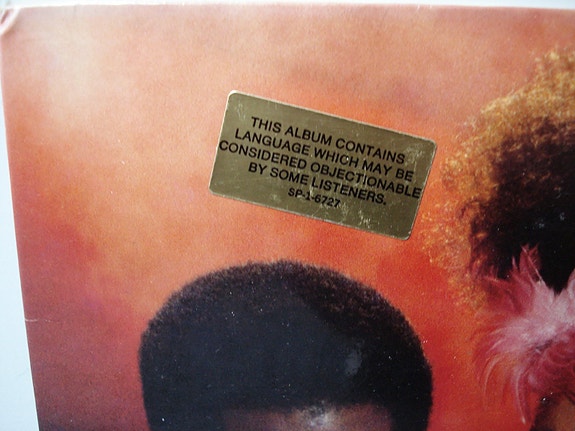 THIS ALBUM CONTAINS
LANGUAGE WHICH MAY BE
CONSIDERED OBJECTIONABLE
BY SOME LISTENERS.
SP-1-6727